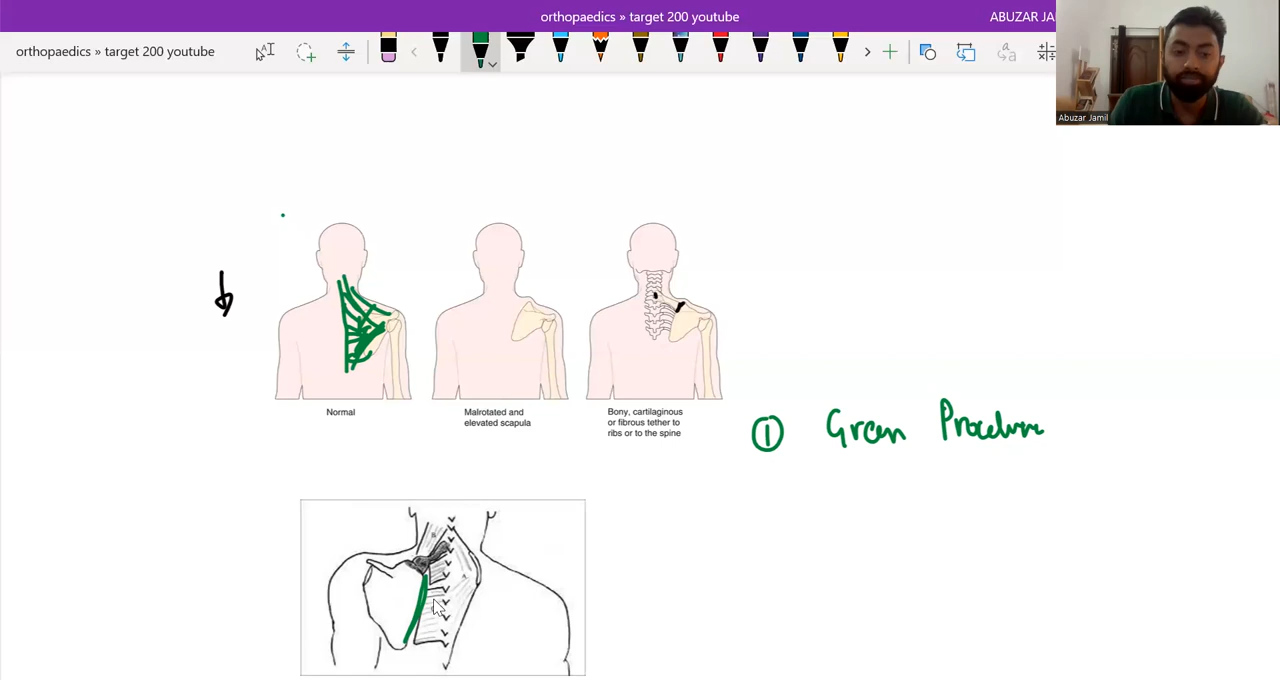 orthopaedics » target 200 youtube
ABUZAR JA
orthopaedics » target 200 youtube
Abuzar Jamil
Normal
Malrotated and
elevated scapula
Bony, cartilaginous
or fibrous tether to
ribs or to the spine
① Green Procedure